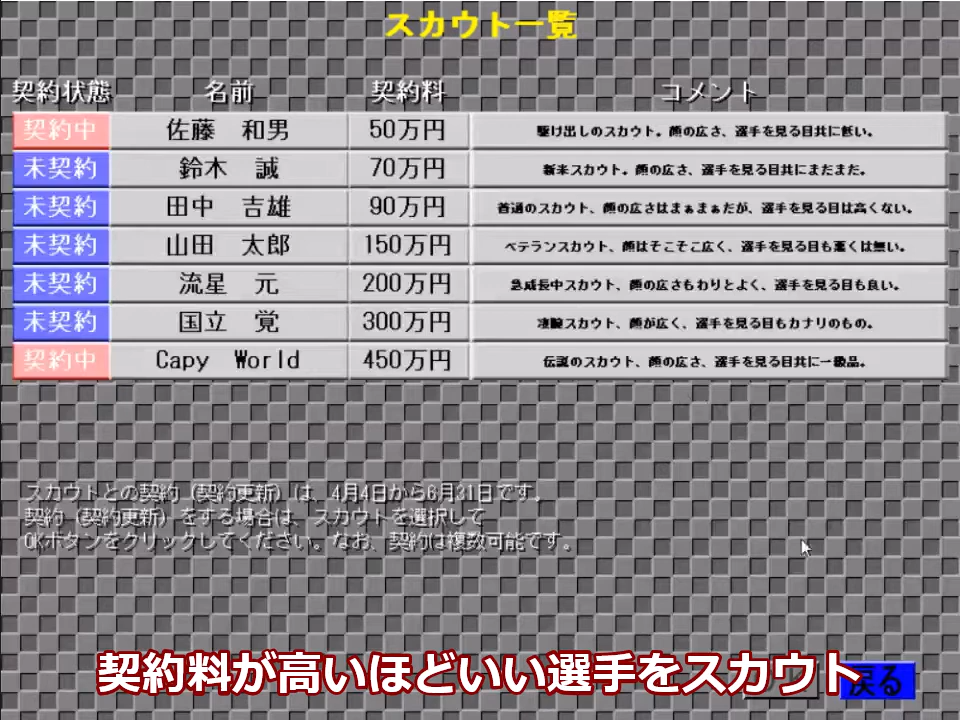 スカウト一覧
契約状態 名前 契約料 コメント
契約中 佐藤 和男 50万円 駆け出しのスカウト。顔の広さ、選手を見る目共に低い。
未契約 鈴木 誠 70万円 新米スカウト。顔の広さ、選手を見る目共にまだまだ。
未契約 田中 吉雄 90万円 普通のスカウト、顔の広さはまぁまぁだが、選手を見る目は高くない。
未契約 山田 太郎 150万円 ベテランスカウト、顔はそこそこ広く、選手を見る目も悪くは無い。
未契約 流星 元 200万円 急成長中スカウト、顔の広さもわりとよく、選手を見る目も良い。
未契約 国立 覚 300万円 凄腕スカウト、顔が広く、選手を見る目もカナリのもの。
契約中 Capy World 450万円 伝説のスカウト、顔の広さ、選手を見る目共に一級品。
スカウトとの契約（契約更新）は、4月4日から6月31日です。
契約（契約更新）をする場合は、スカウトを選択して
OKボタンをクリックしてください。なお、契約は複数可能です。
契約料が高いほどいい選手をスカウト
戻る